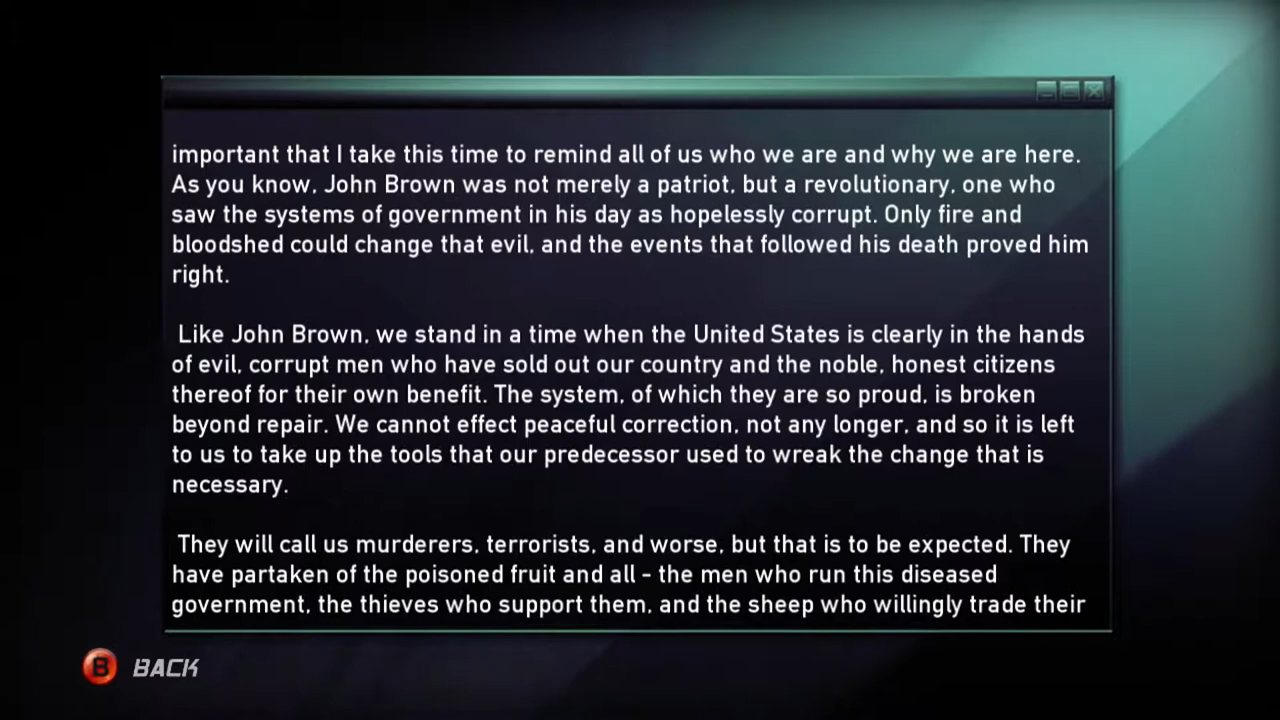 important that I take this time to remind all of us who we are and why we are here.
As you know, John Brown was not merely a patriot, but a revolutionary, one who
saw the systems of government in his day as hopelessly corrupt. Only fire and
bloodshed could change that evil, and the events that followed his death proved him
right.
Like John Brown, we stand in a time when the United States is clearly in the hands
of evil, corrupt men who have sold out our country and the noble, honest citizens
thereof for their own benefit. The system, of which they are so proud, is broken
beyond repair. We cannot effect peaceful correction, not any longer, and so it is left
to us to take up the tools that our predecessor used to wreak the change that is
necessary.
They will call us murderers, terrorists, and worse, but that is to be expected. They
have partaken of the poisoned fruit and all - the men who run this diseased
government, the thieves who support them, and the sheep who willingly trade their
B BACK